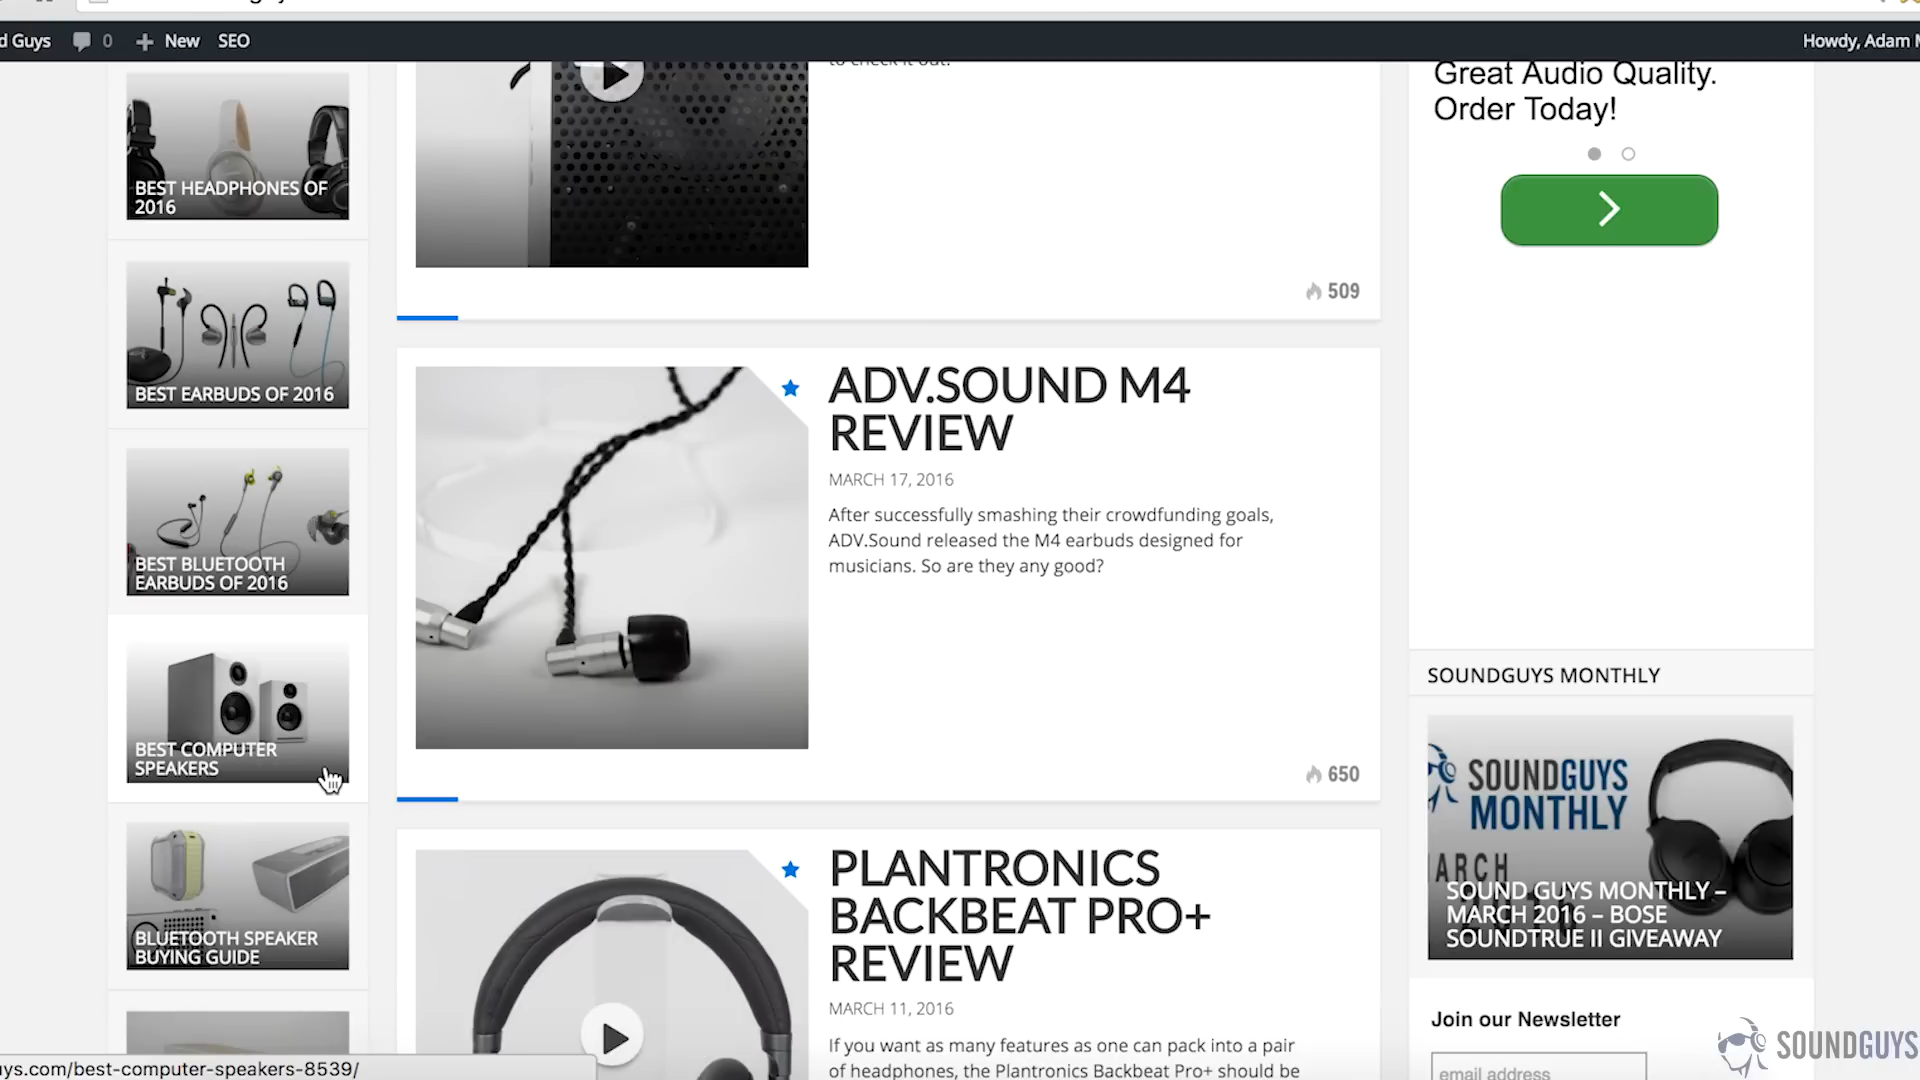 d Guys 0 New SEO Howdy, Adam M
BEST HEADPHONES OF
2016
BEST EARBUDS OF 2016
BEST BLUETOOTH
EARBUDS OF 2016
BEST COMPUTER
SPEAKERS
BLUETOOTH SPEAKER
BUYING GUIDE
to check it out!
509
ADV.SOUND M4
REVIEW
MARCH 17, 2016
After successfully smashing their crowdfunding goals,
ADV.Sound released the M4 earbuds designed for
musicians. So are they any good?
650
PLANTRONICS
BACKBEAT PRO+
REVIEW
MARCH 11, 2016
If you want as many features as one can pack into a pair
of headphones, the Plantronics Backbeat Pro+ should be
Great Audio Quality.
Order Today!
SOUNDGUYS MONTHLY
SOUNDGUYS
MONTHLY
ARCH
SOUND GUYS MONTHLY –
MARCH 2016 – BOSE
SOUNDTRUE II GIVEAWAY
Join our Newsletter
email address
SOUNDGUYS
ys.com/best-computer-speakers-8539/